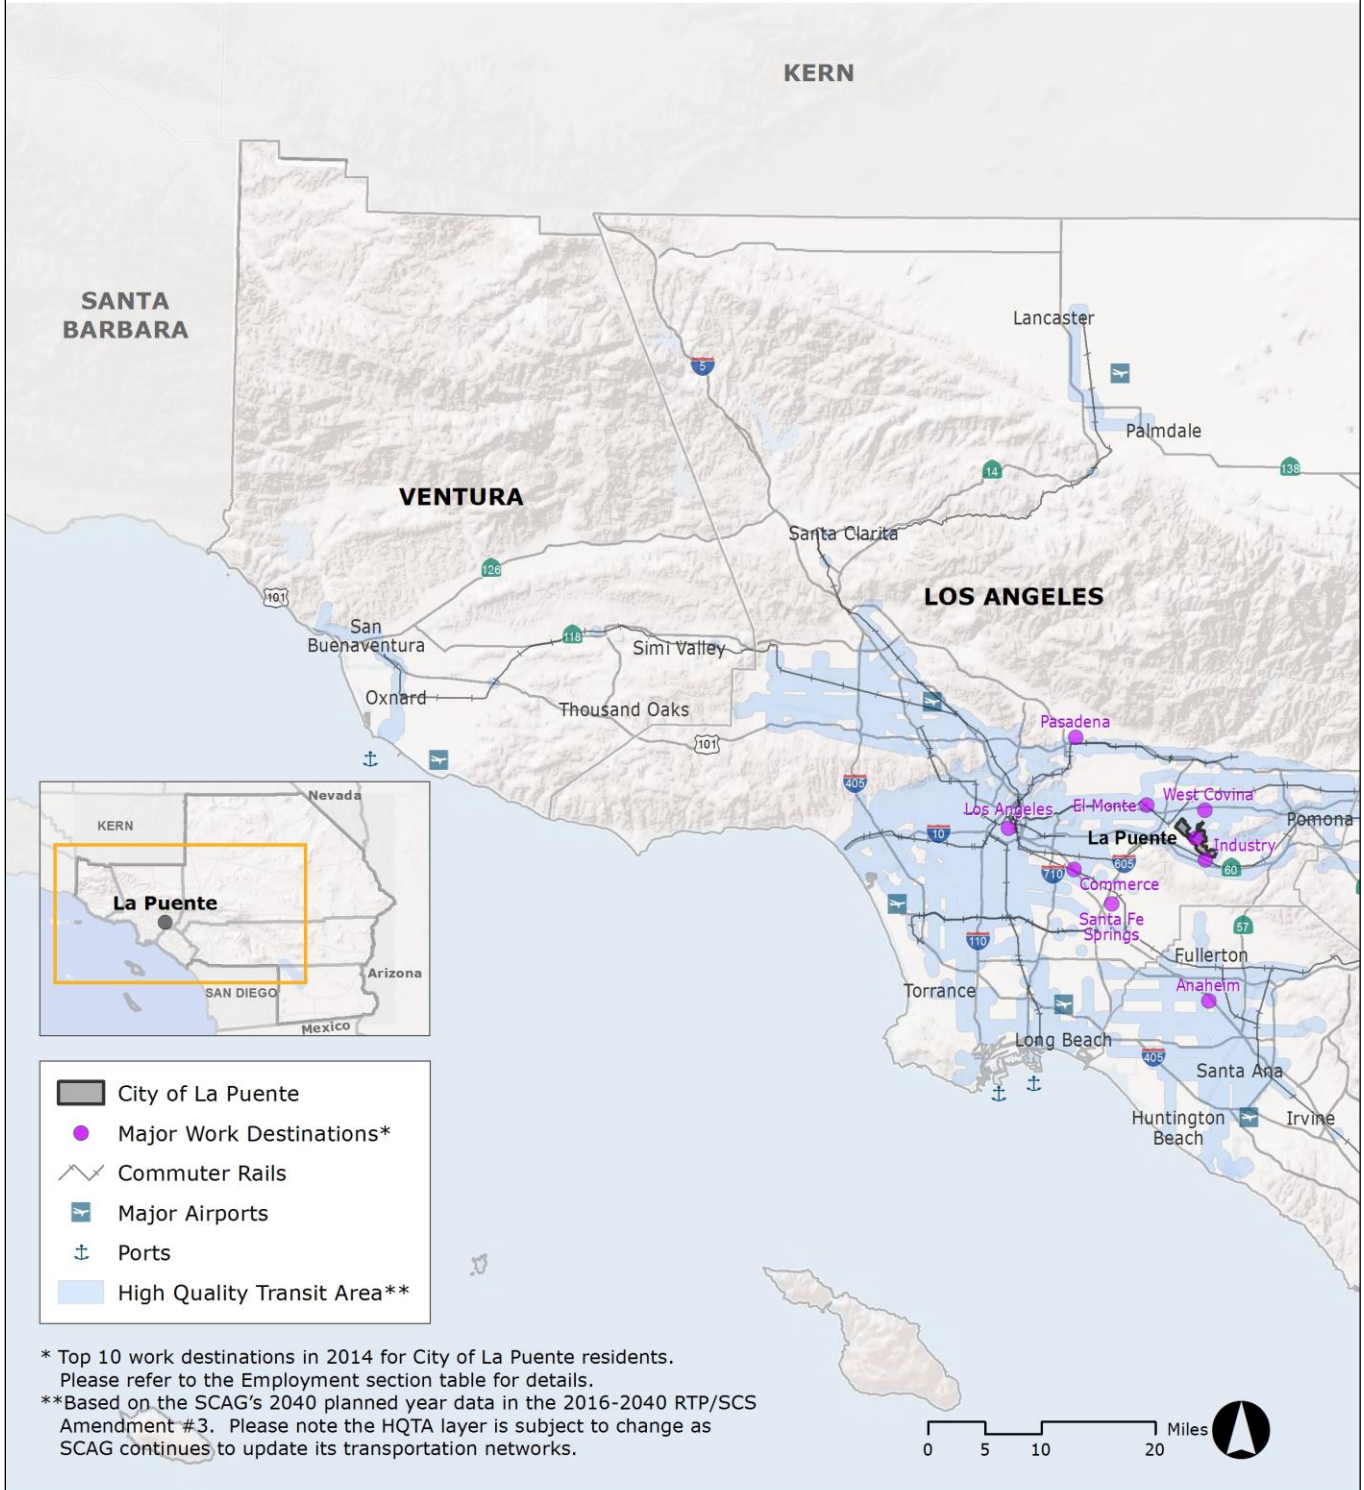 KERN
SANTA
BARBARA
Lancaster
5
Palmdale
14
138
VENTURA
Santa Clarita
126
LOS ANGELES
101
San
Buenaventura
118
Simi Valley
Oxnard
Thousand Oaks
101
Pasadena
405
Los Angeles
El Monte
West Covina
10
La Puente
Pomona
Industry
710
605
60
Commerce
Santa Fe
Springs
57
110
Fullerton
Torrance
Anaheim
Long Beach
405
Santa Ana
Huntington
Beach
Irvine
Nevada
KERN
La Puente
Arizona
SAN DIEGO
Mexico
City of La Puente
Major Work Destinations*
Commuter Rails
Major Airports
Ports
High Quality Transit Area**
* Top 10 work destinations in 2014 for City of La Puente residents.
Please refer to the Employment section table for details.
**Based on the SCAG's 2040 planned year data in the 2016-2040 RTP/SCS
Amendment #3. Please note the HQTA layer is subject to change as
SCAG continues to update its transportation networks.
Miles
0 5 10 20